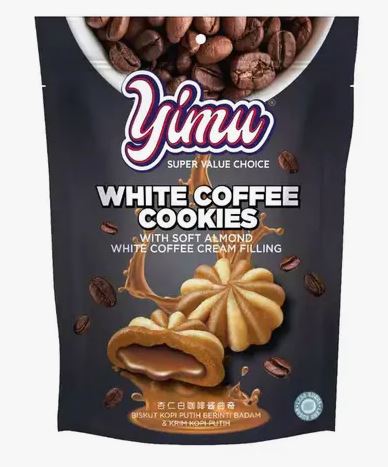 Yimu
®
SUPER VALUE CHOICE
WHITE COFFEE
COOKIES
WITH SOFT ALMOND
WHITE COFFEE CREAM FILLING
杏仁白咖啡酱曲奇
BISKUT KOPI PUTIH BERINTI BADAM
& KRIM KOPI PUTIH